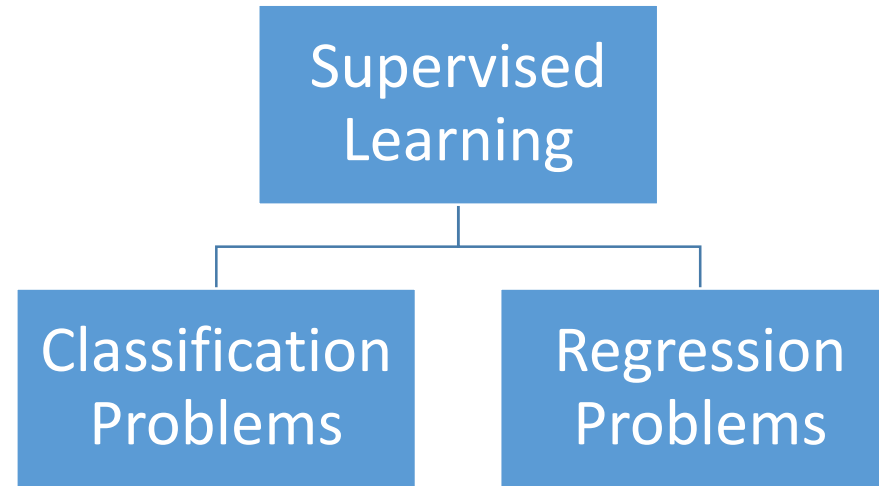 Supervised
Learning
Classification
Problems
Regression
Problems